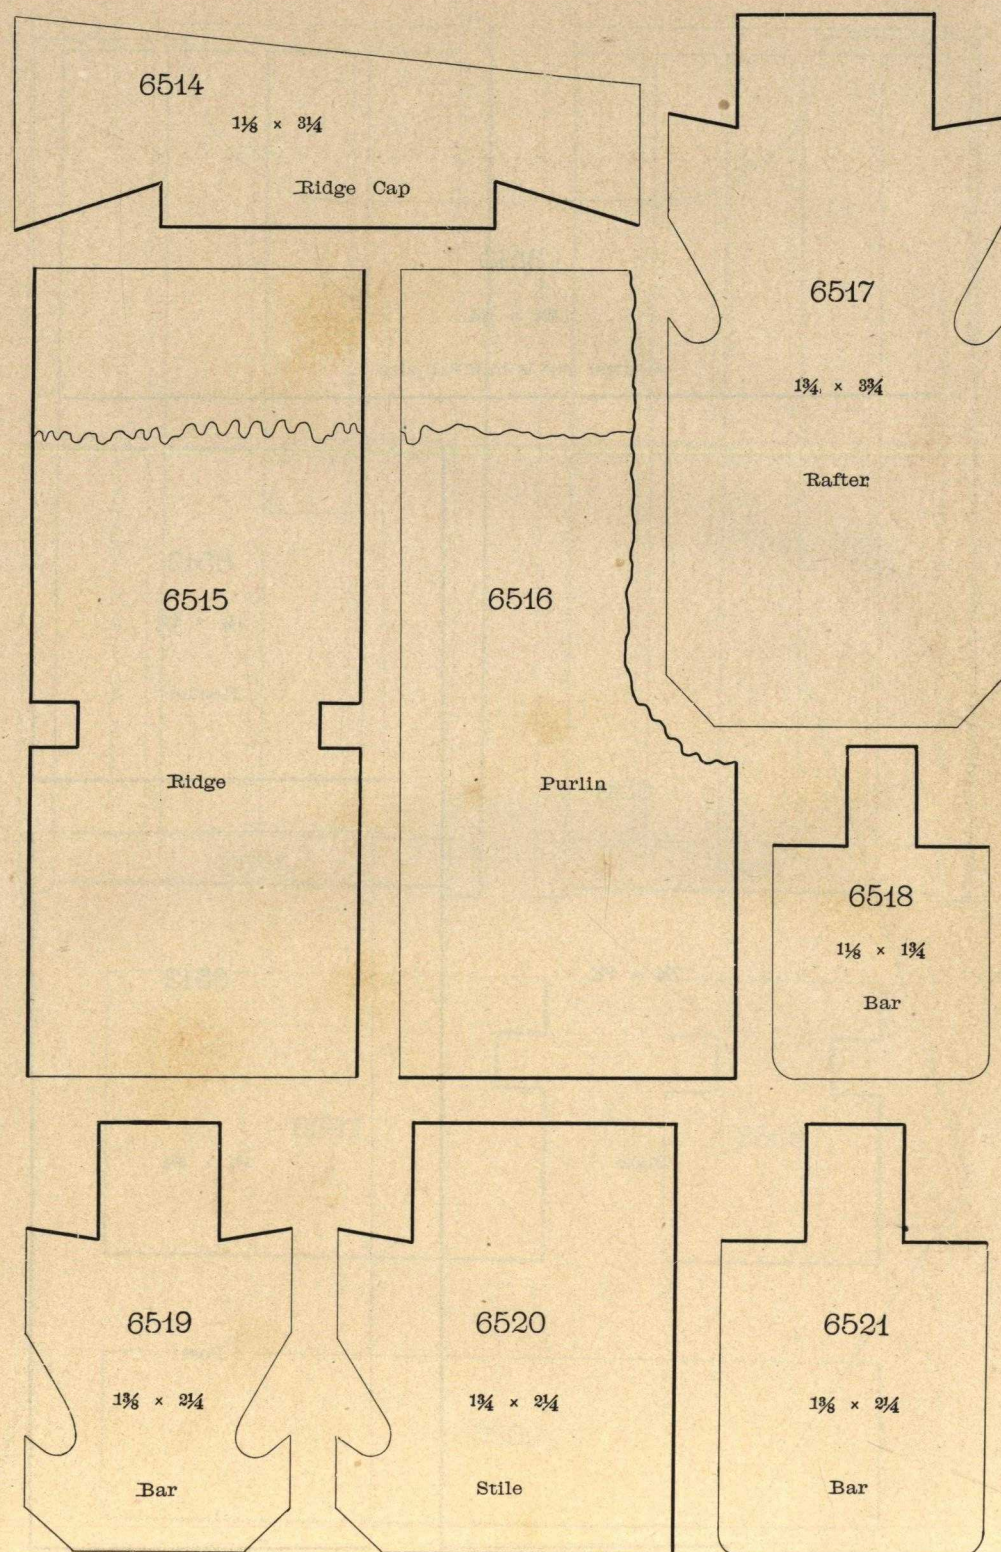 6514
1⅛ × 3¼
Ridge Cap
6517
1¾ × 3¾
Rafter
6515
Ridge
6516
Purlin
6518
1⅛ × 1¾
Bar
6519
1⅜ × 2¼
Bar
6520
1¾ × 2¼
Stile
6521
1⅜ × 2¼
Bar